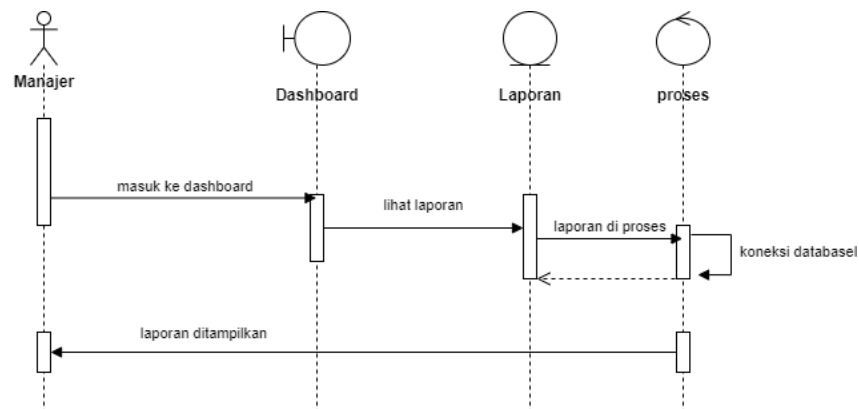 Manajer
Dashboard
Laporan
proses
masuk ke dashboard
lihat laporan
laporan di proses
koneksi databasel
laporan ditampilkan